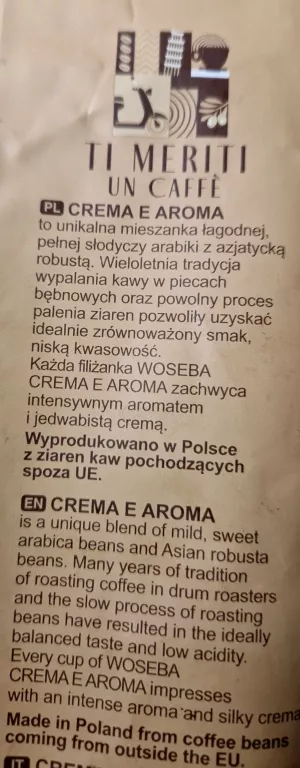 TI MERITI
UN CAFFÈ
PL CREMA E AROMA
to unikalna mieszanka łagodnej,
pełnej słodyczy arabiki z azjatycką
robustą. Wieloletnia tradycja
wypalania kawy w piecach
bębnowych oraz powolny proces
palenia ziaren pozwoliły uzyskać
idealnie zrównoważony smak,
niską kwasowość.
Każda filiżanka WOSEBA
CREMA E AROMA zachwyca
intensywnym aromatem
i jedwabistą cremą.
Wyprodukowano w Polsce
z ziaren kaw pochodzących
spoza UE.
EN CREMA E AROMA
is a unique blend of mild, sweet
arabica beans and Asian robusta
beans. Many years of tradition
of roasting coffee in drum roasters
and the slow process of roasting
beans have resulted in the ideally
balanced taste and low acidity.
Every cup of WOSEBA
CREMA E AROMA impresses
with an intense aroma and silky crema
Made in Poland from coffee beans
coming from outside the EU.
IT CREM